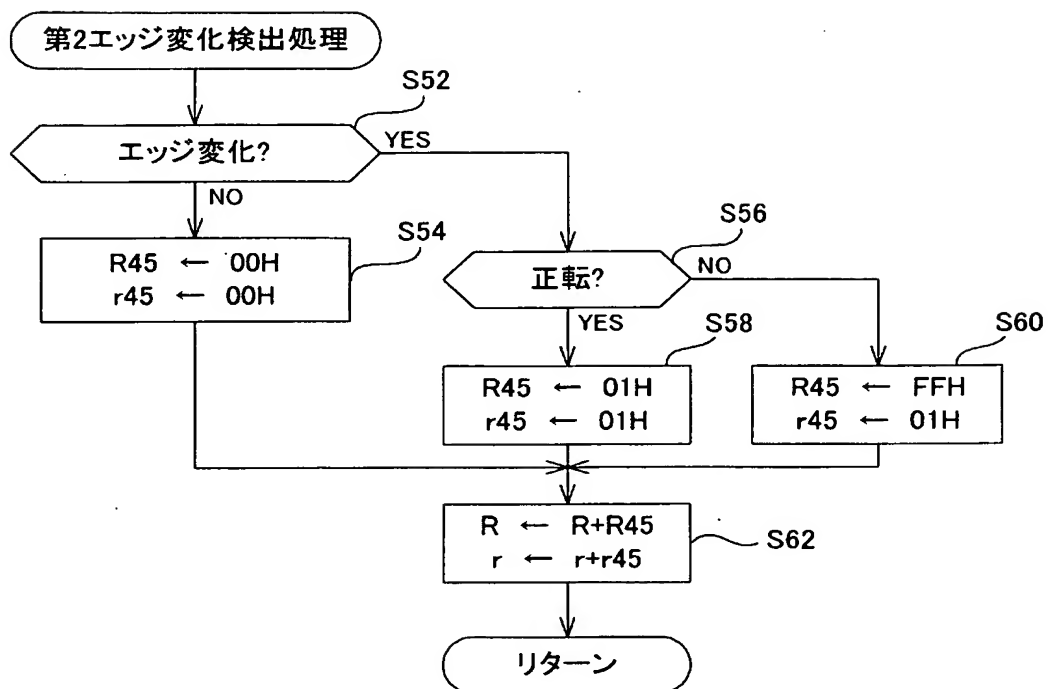 第2エッジ変化検出処理
S52
エッジ変化?
YES
NO
S54
R45 ← 00H
r45 ← 00H
S56
正転?
NO
YES
S58
R45 ← 01H
r45 ← 01H
S60
R45 ← FFH
r45 ← 01H
R ← R+R45
r ← r+r45
S62
リターン